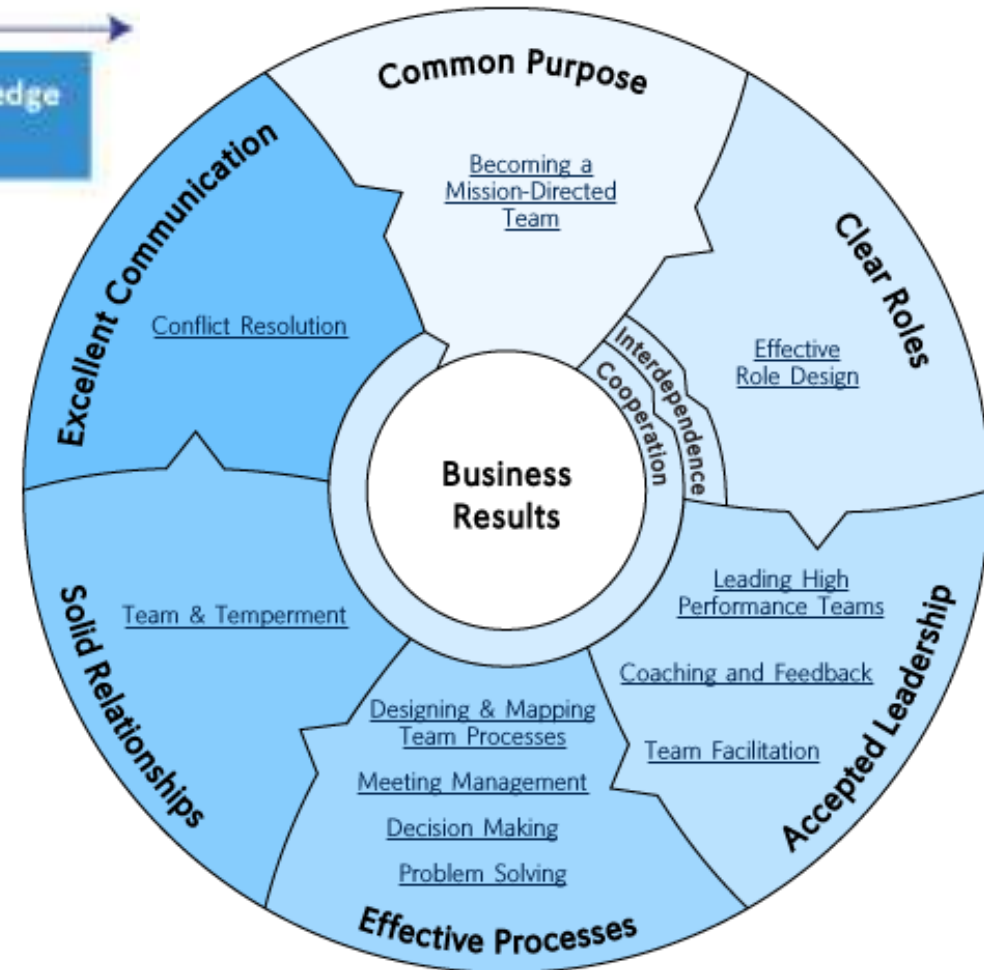 Common Purpose
Becoming a
Mission-Directed
Team
Clear Roles
Effective
Role Design
Interdependence
Cooperation
Accepted Leadership
Leading High
Performance Teams
Coaching and Feedback
Team Facilitation
Effective Processes
Designing & Mapping
Team Processes
Meeting Management
Decision Making
Problem Solving
Solid Relationships
Team & Temperment
Excellent Communication
Conflict Resolution
Business
Results